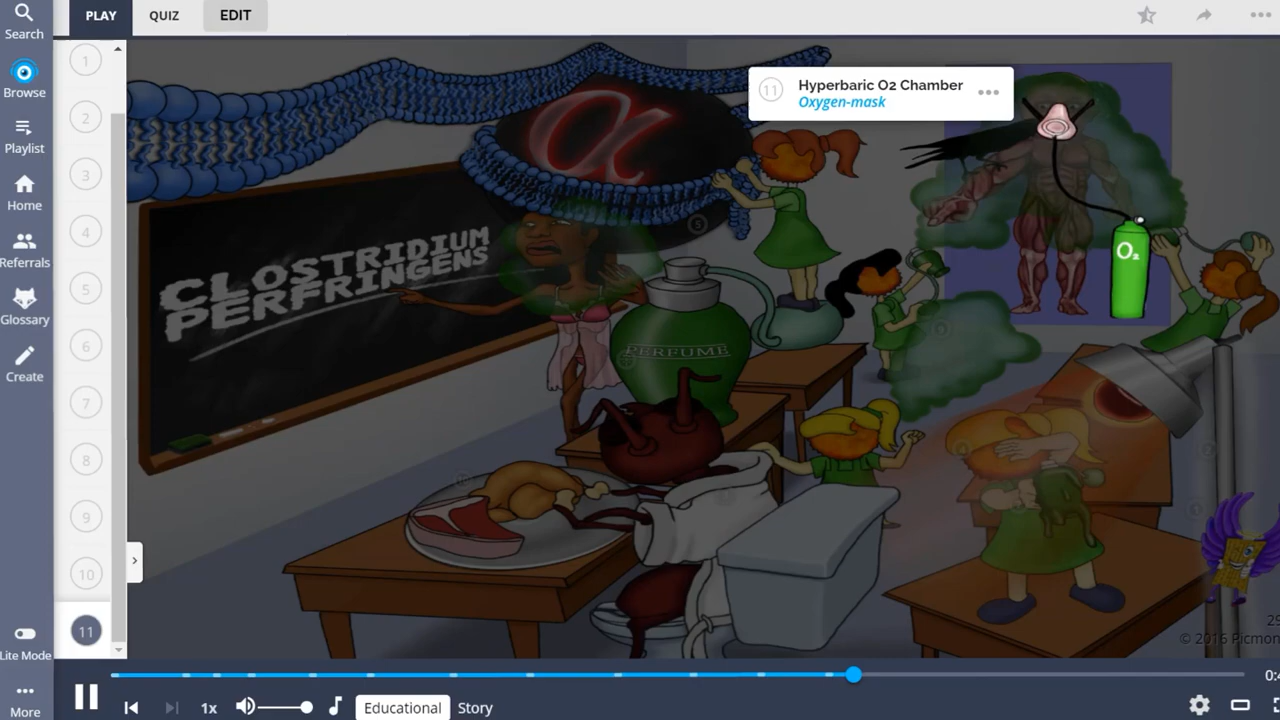 PLAY QUIZ EDIT
Search
Browse
Playlist
Home
Referrals
Glossary
Create
Lite Mode
More
1
2
3
4
5
6
7
8
9
10
11
11 Hyperbaric O2 Chamber
Oxygen-mask
α
CLOSTRIDIUM
PERFRINGENS
PERFUME
O₂
© 2016 Picmon
1x
Educational Story